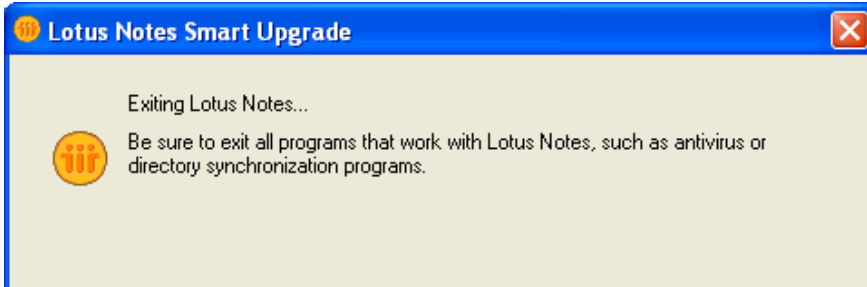 Lotus Notes Smart Upgrade
Exiting Lotus Notes...
Be sure to exit all programs that work with Lotus Notes, such as antivirus or
directory synchronization programs.